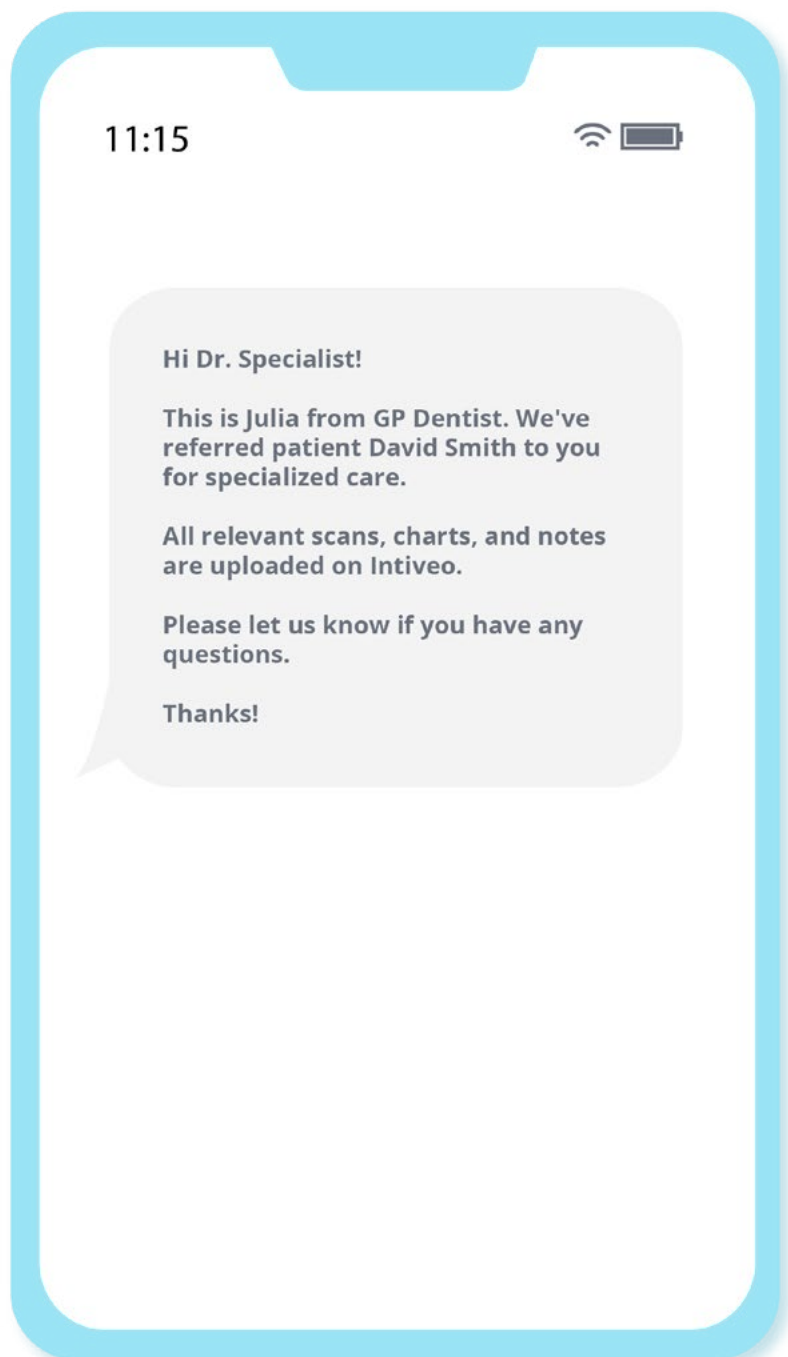 11:15
Hi Dr. Specialist!
This is Julia from GP Dentist. We've
referred patient David Smith to you
for specialized care.
All relevant scans, charts, and notes
are uploaded on Intiveo.
Please let us know if you have any
questions.
Thanks!